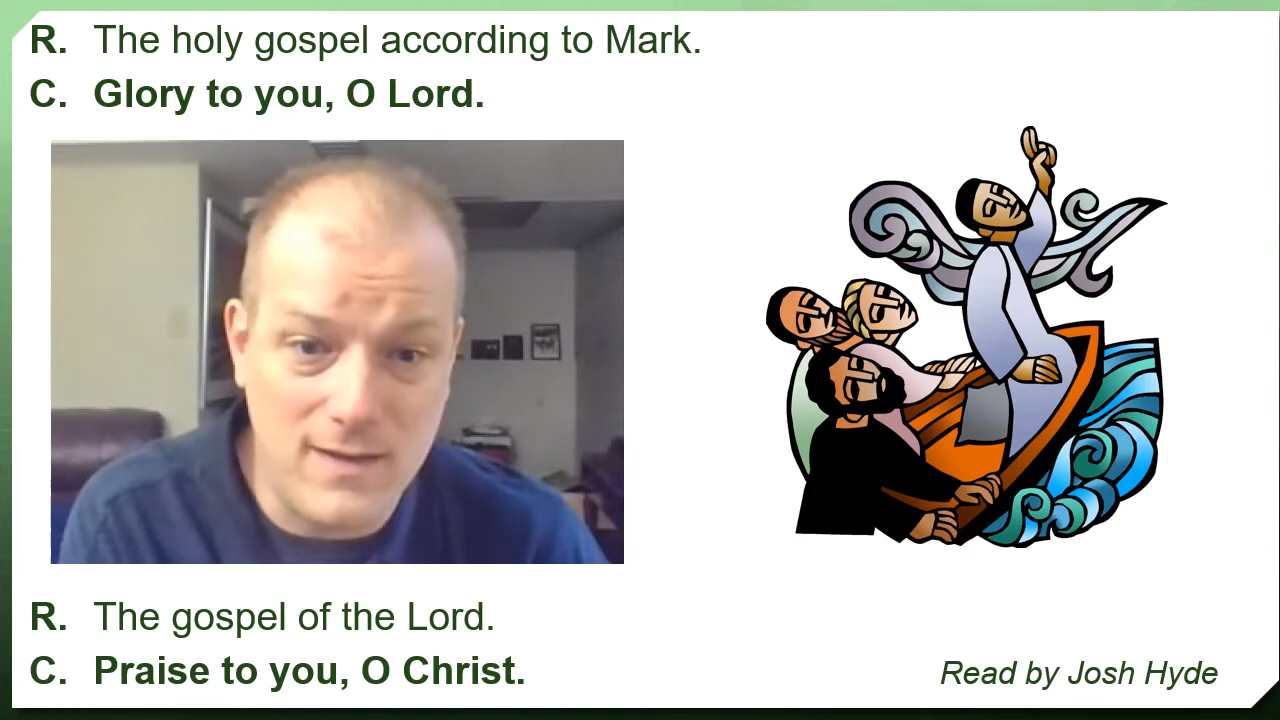 R. The holy gospel according to Mark.
C. Glory to you, O Lord.
R. The gospel of the Lord.
C. Praise to you, O Christ.
Read by Josh Hyde